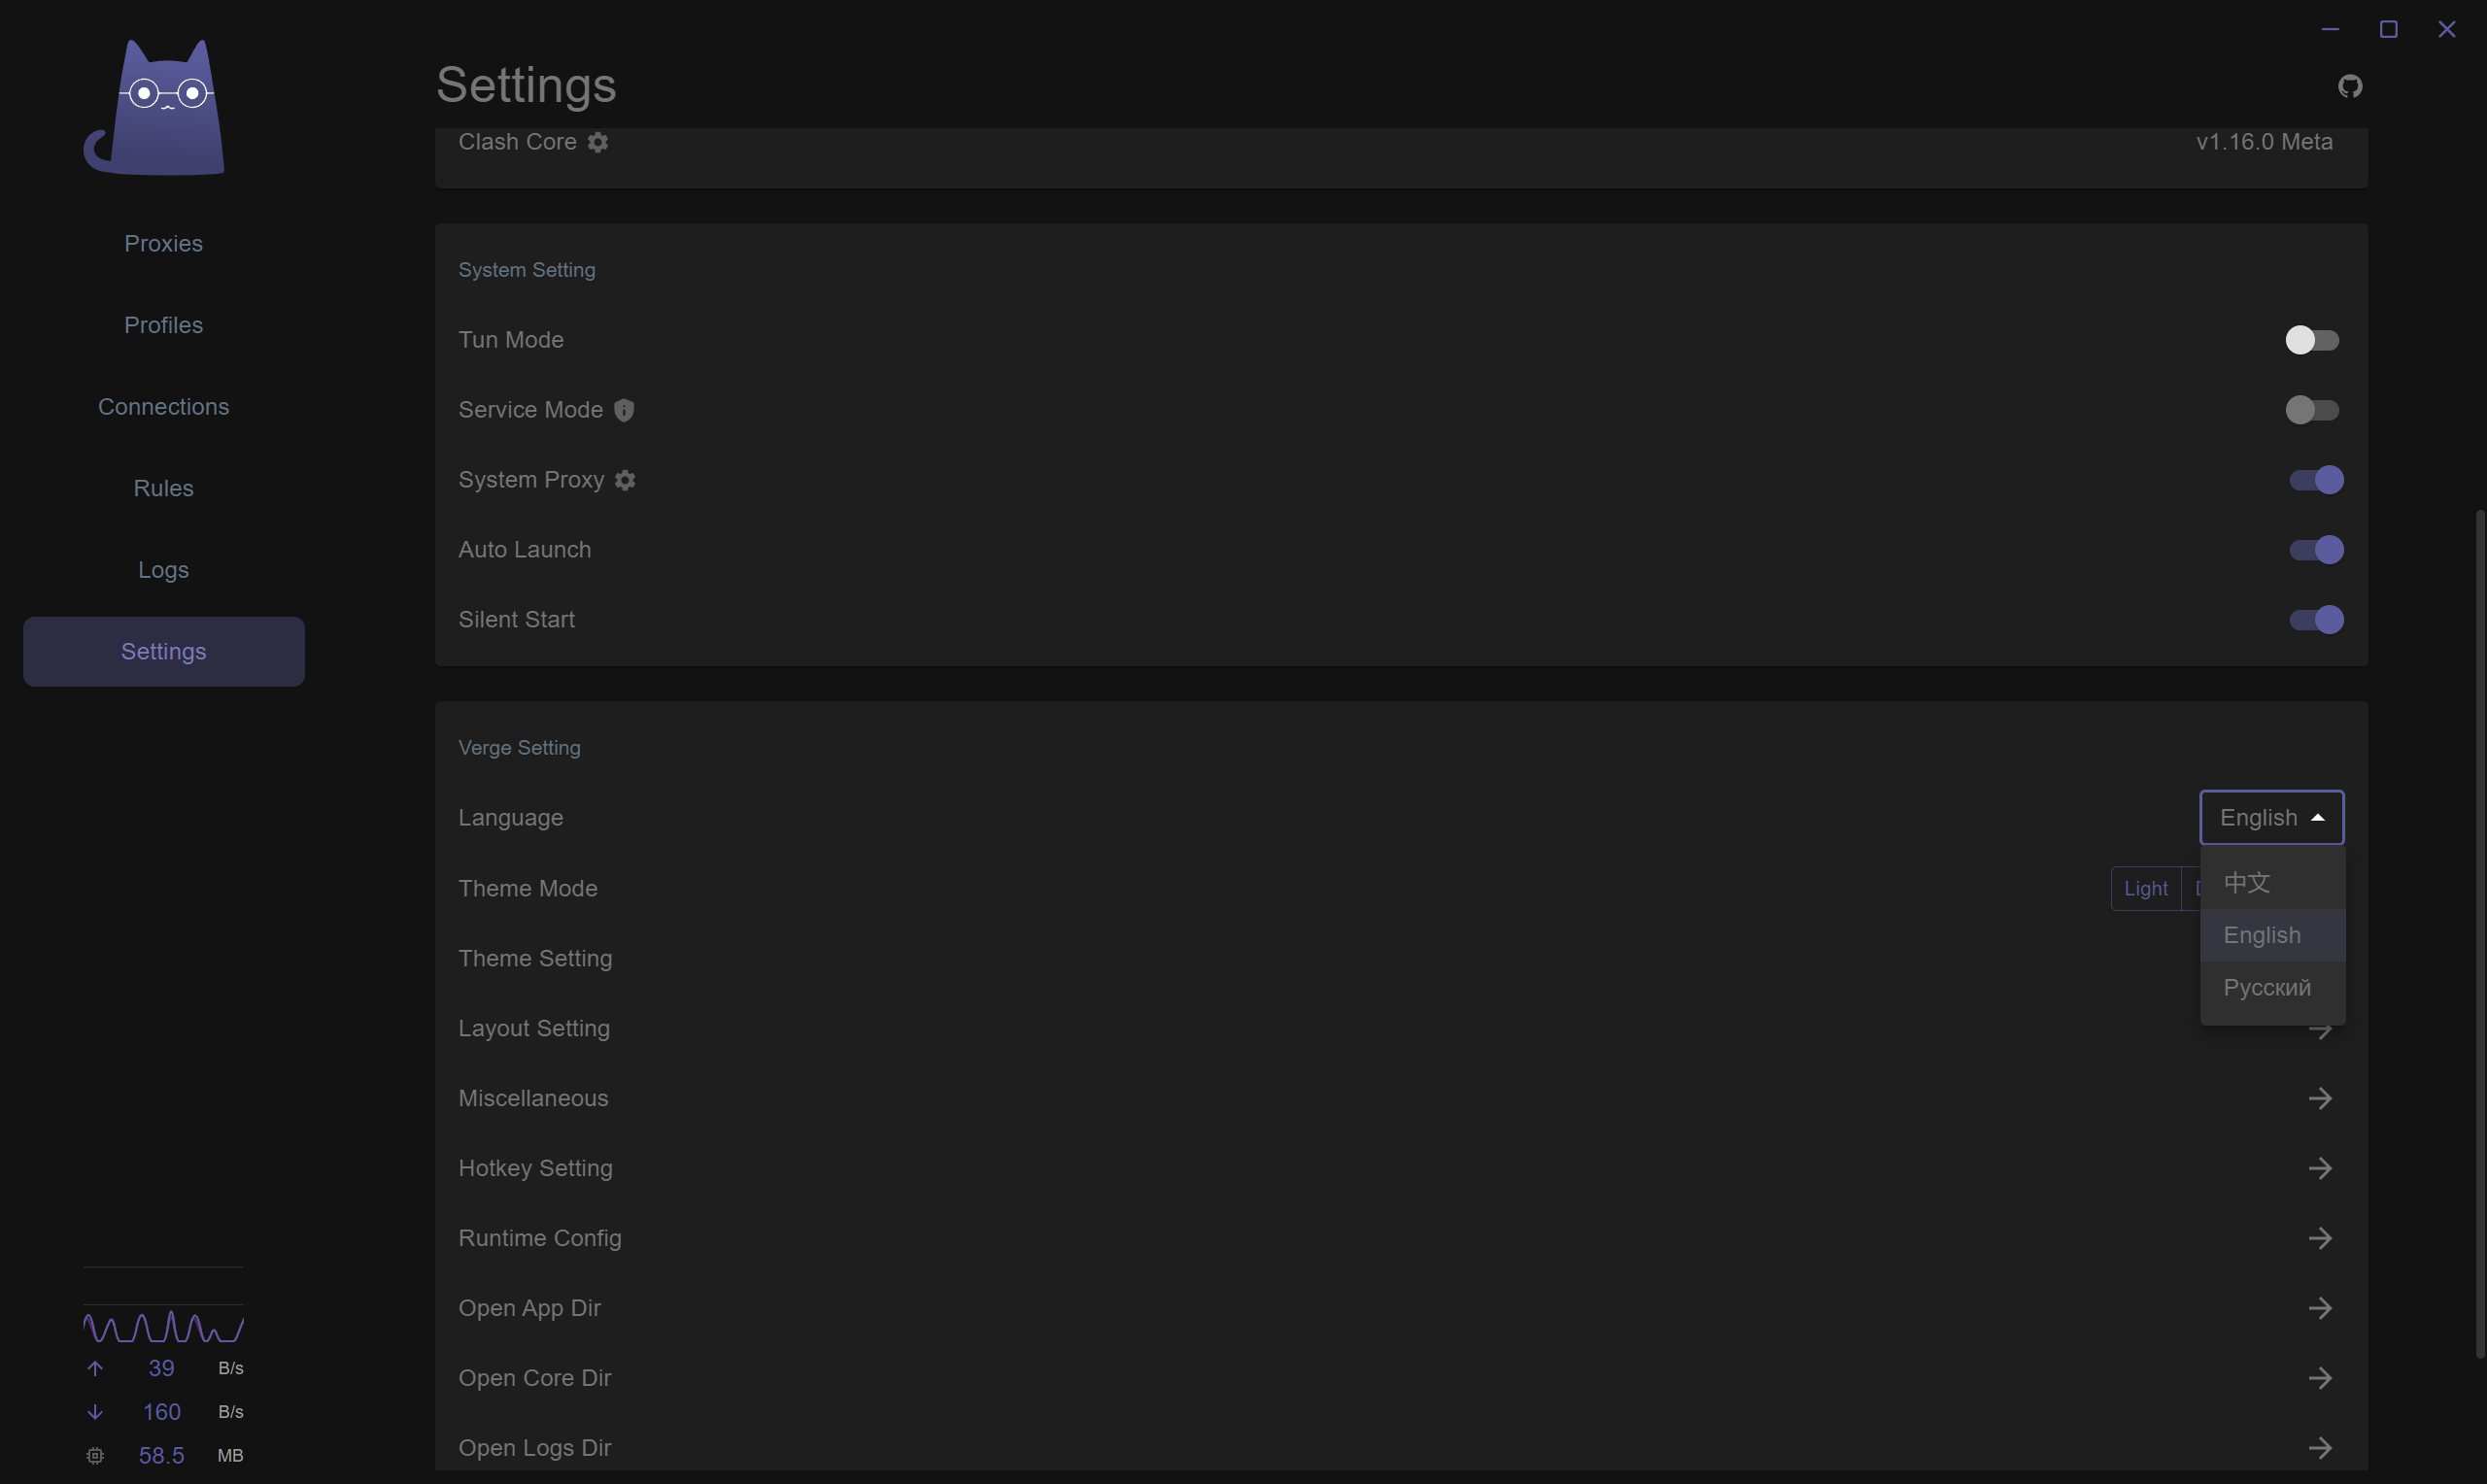 Settings
Clash Core
v1.16.0 Meta
Proxies
Profiles
Connections
Rules
Logs
Settings
System Setting
Tun Mode
Service Mode
System Proxy
Auto Launch
Silent Start
Verge Setting
Language
English
中文
English
Русский
Theme Mode
Light
Theme Setting
Layout Setting
Miscellaneous
Hotkey Setting
Runtime Config
Open App Dir
Open Core Dir
Open Logs Dir
39 B/s
160 B/s
58.5 MB